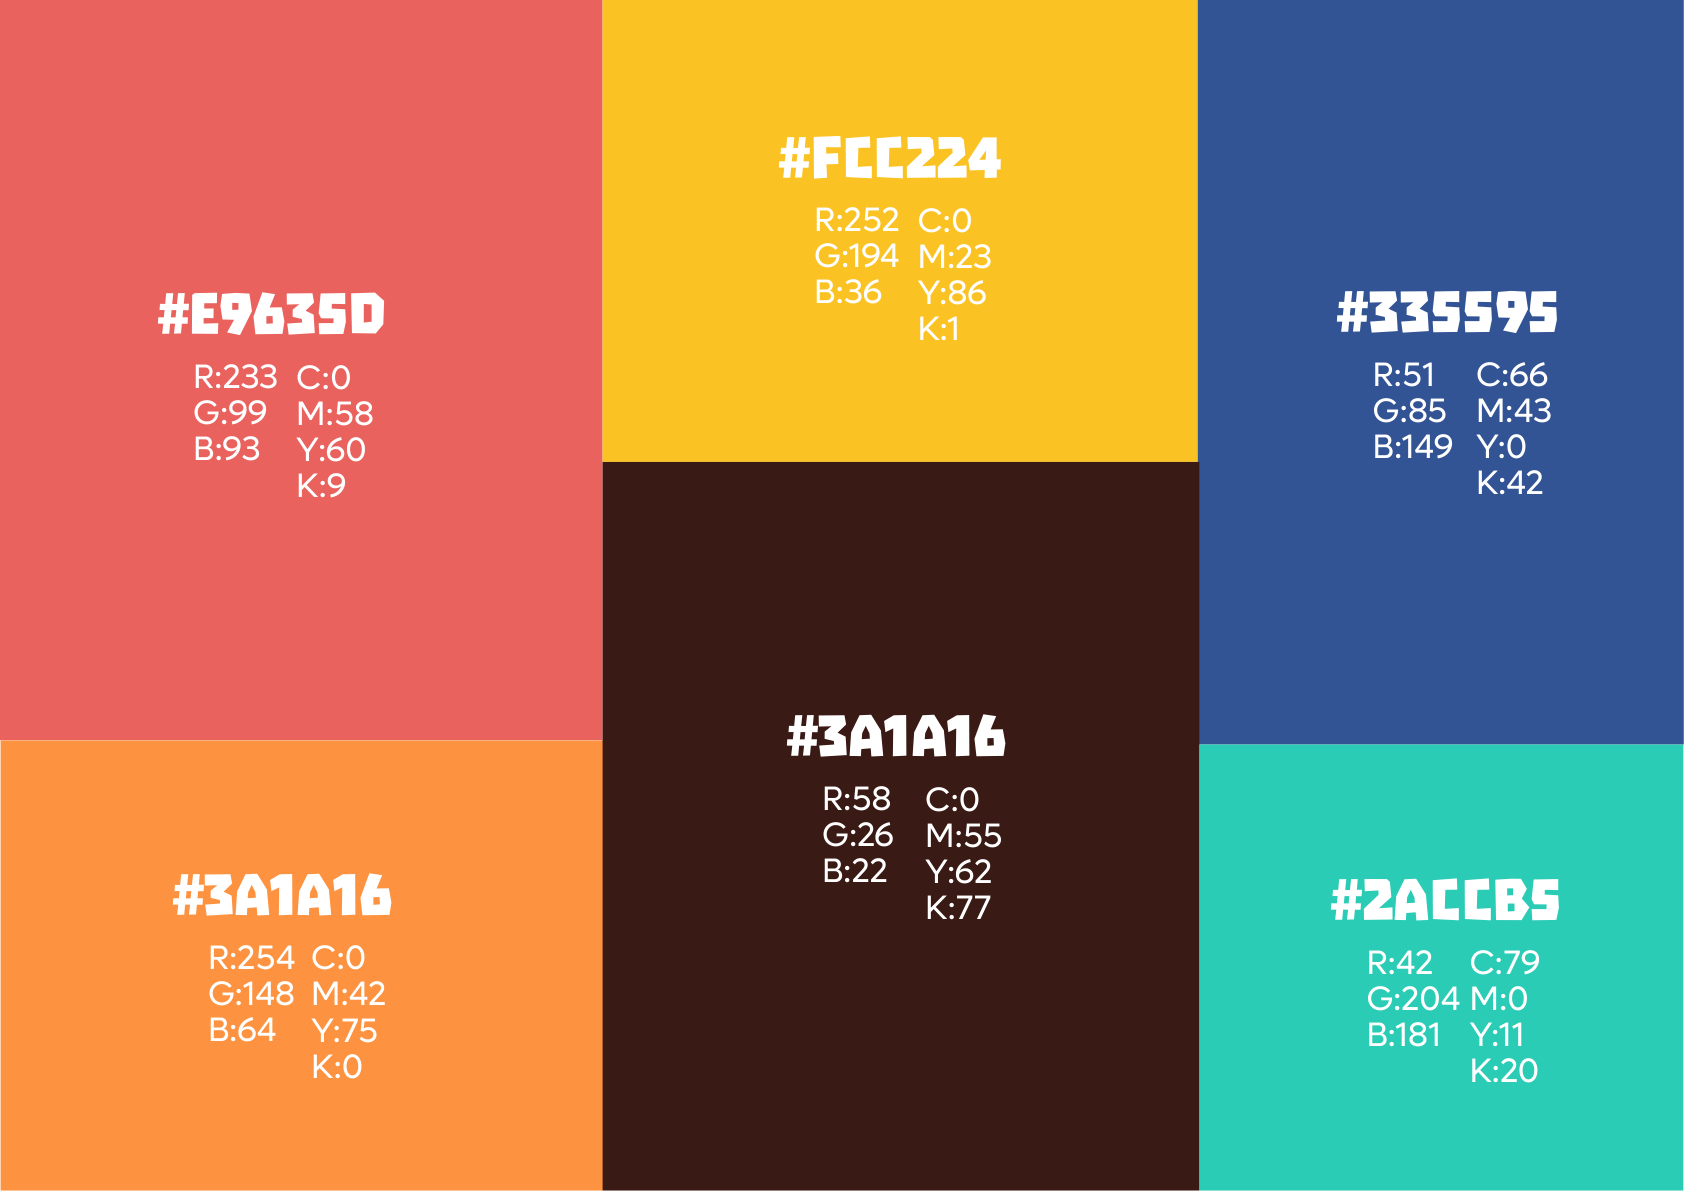 #E9635D
R:233 C:0
G:99 M:58
B:93 Y:60
K:9
#FCC224
R:252 C:0
G:194 M:23
B:36 Y:86
K:1
#335595
R:51 C:66
G:85 M:43
B:149 Y:0
K:42
#3A1A16
R:254 C:0
G:148 M:42
B:64 Y:75
K:0
#3A1A16
R:58 C:0
G:26 M:55
B:22 Y:62
K:77
#2ACCB5
R:42 C:79
G:204 M:0
B:181 Y:11
K:20